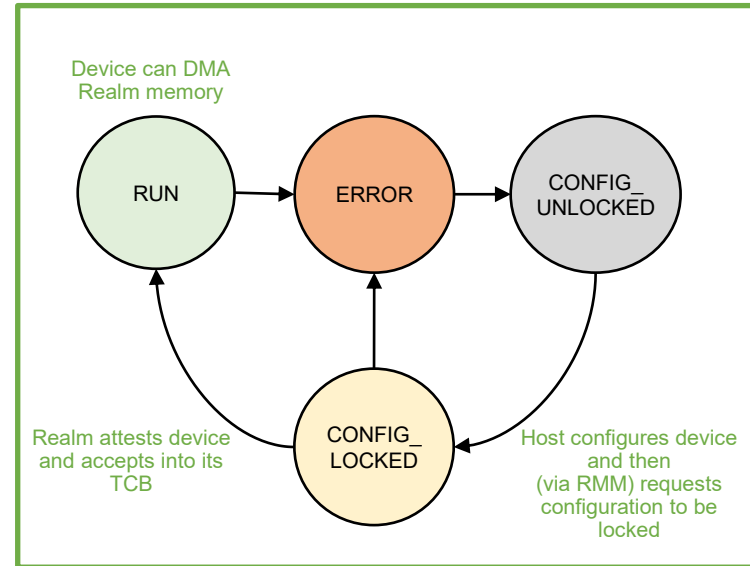 Device can DMA
Realm memory
RUN
ERROR
CONFIG_
UNLOCKED
Realm attests device
and accepts into its
TCB
CONFIG_
LOCKED
Host configures device
and then
(via RMM) requests
configuration to be
locked